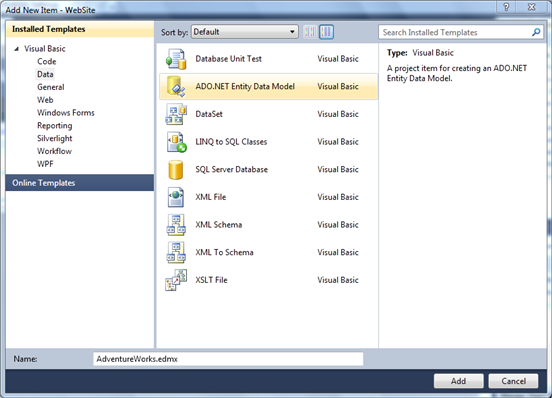 Add New Item - WebSite
Installed Templates
Visual Basic
Code
Data
General
Web
Windows Forms
Reporting
Silverlight
Workflow
WPF
Online Templates
Sort by: Default
Database Unit Test Visual Basic
ADO.NET Entity Data Model Visual Basic
DataSet Visual Basic
LINQ to SQL Classes Visual Basic
SQL Server Database Visual Basic
XML File Visual Basic
XML Schema Visual Basic
XML To Schema Visual Basic
XSLT File Visual Basic
Search Installed Templates
Type: Visual Basic
A project item for creating an ADO.NET
Entity Data Model.
Name: AdventureWorks.edmx
Add Cancel